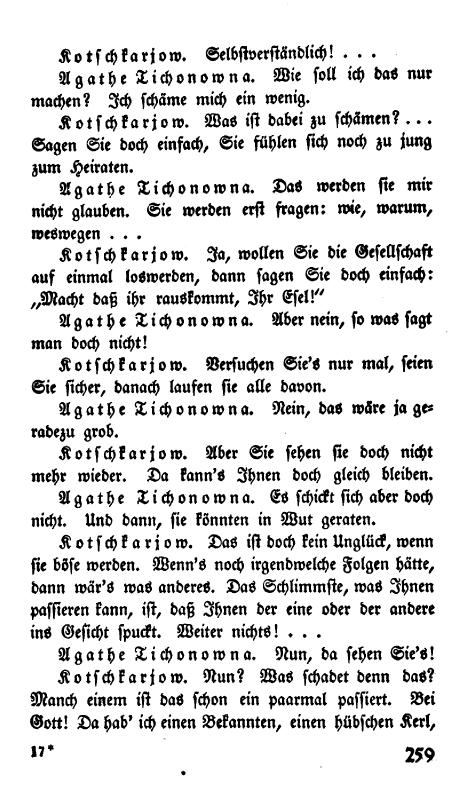 Kotschkarjow. Selbstverständlich! . . .
Agathe Tichonowna. Wie soll ich das nur
machen? Ich schäme mich ein wenig.
Kotschkarjow. Was ist dabei zu schämen? . . .
Sagen Sie doch einfach, Sie fühlen sich noch zu jung
zum Heiraten.
Agathe Tichonowna. Das werden sie mir
nicht glauben. Sie werden erst fragen: wie, warum,
weswegen . . .
Kotschkarjow. Ja, wollen Sie die Gesellschaft
auf einmal loswerden, dann sagen Sie doch einfach:
„Macht daß ihr rauskommt, Ihr Esel!“
Agathe Tichonowna. Aber nein, so was sagt
man doch nicht!
Kotschkarjow. Versuchen Sie's nur mal, seien
Sie sicher, danach laufen sie alle davon.
Agathe Tichonowna. Nein, das wäre ja ge-
radezu grob.
Kotschkarjow. Aber Sie sehen sie doch nicht
mehr wieder. Da kann's Ihnen doch gleich bleiben.
Agathe Tichonowna. Es schickt sich aber doch
nicht. Und dann, sie könnten in Wut geraten.
Kotschkarjow. Das ist doch kein Unglück, wenn
sie böse werden. Wenn's noch irgendwelche Folgen hätte,
dann wär's was anderes. Das Schlimmste, was Ihnen
passieren kann, ist, daß Ihnen der eine oder der andere
ins Gesicht spuckt. Weiter nichts! . . .
Agathe Tichonowna. Nun, da sehen Sie's!
Kotschkarjow. Nun? Was schadet denn das?
Manch einem ist das schon ein paarmal passiert. Bei
Gott! Da hab' ich einen Bekannten, einen hübschen Kerl,
17*
259